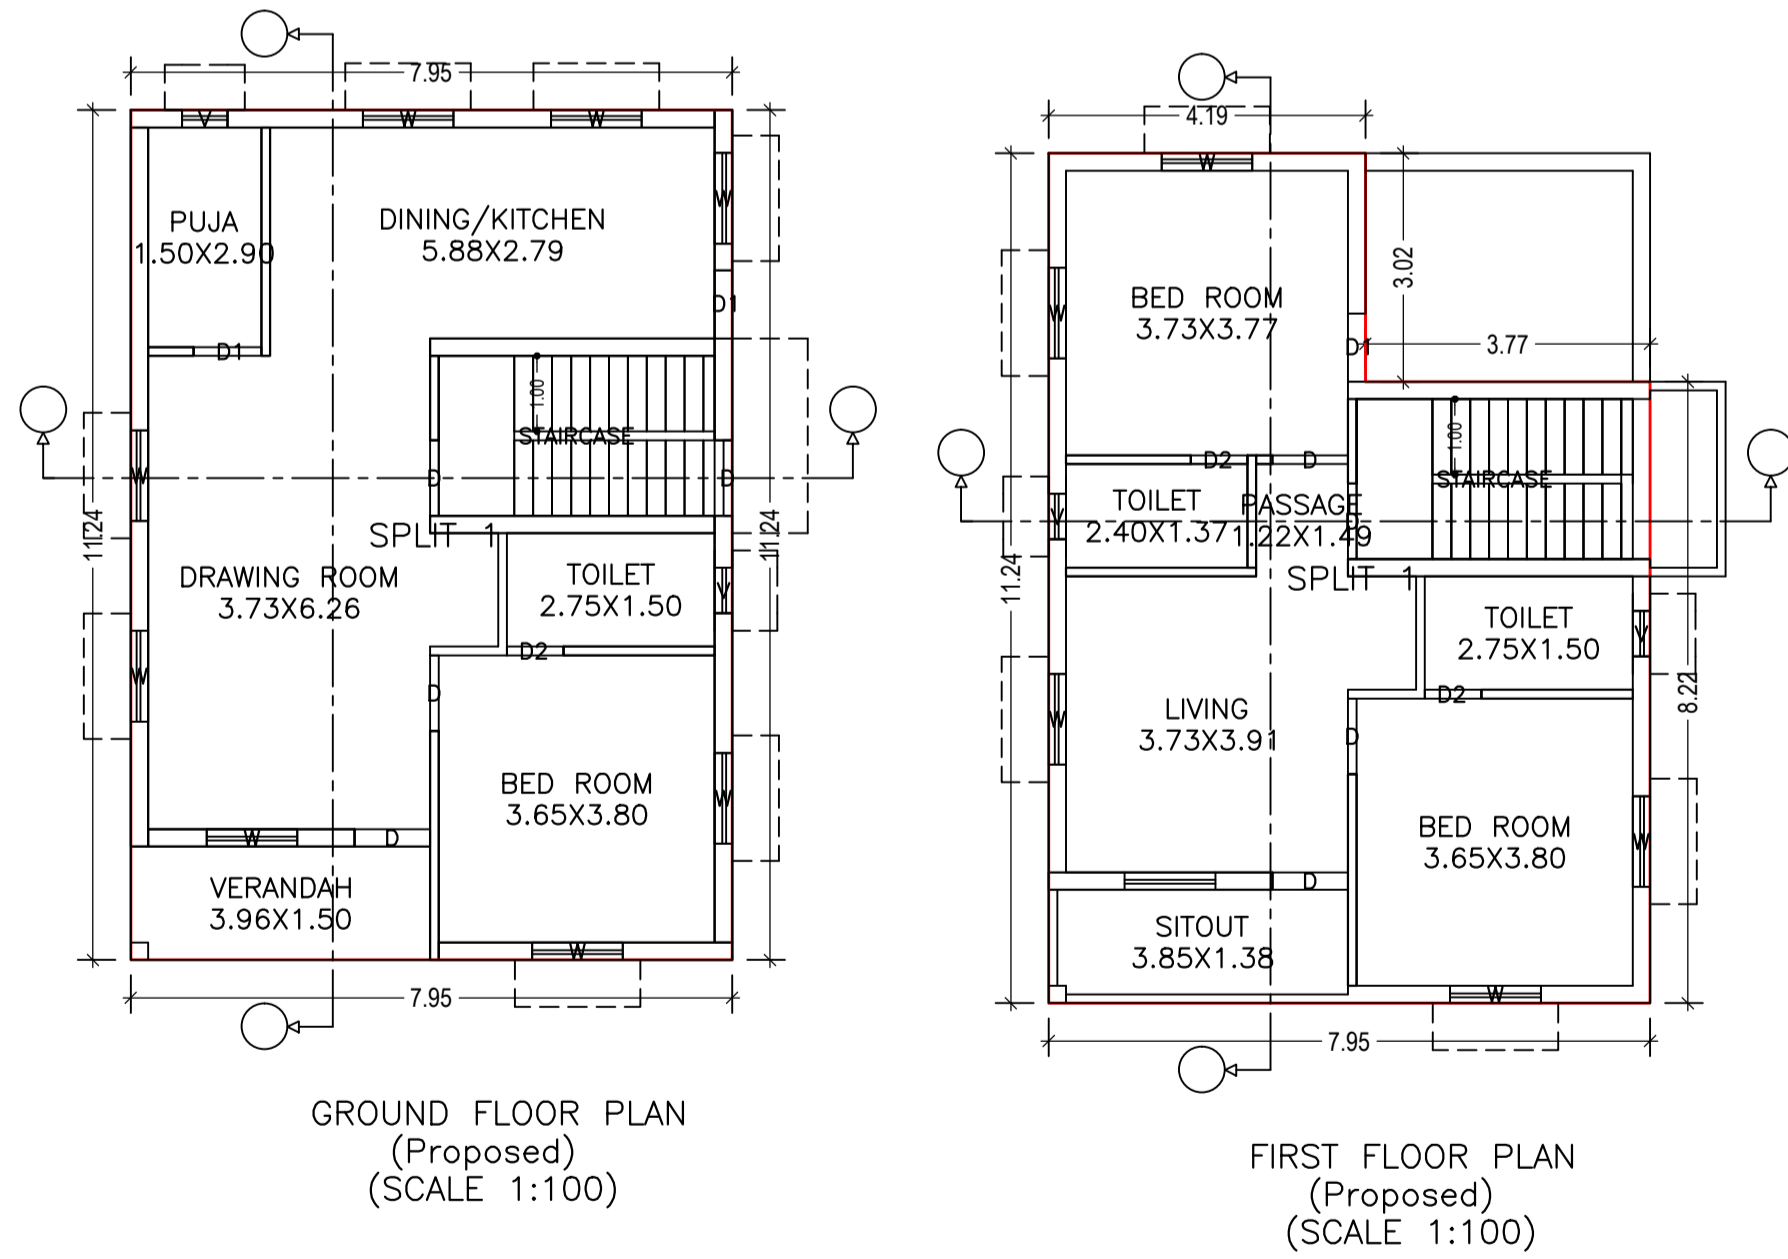 7.95
V
W
W
W
PUJA
1.50X2.90
DINING/KITCHEN
5.88X2.79
D1
D1
1.00
STAIRCASE
W
D
D
11.24
11.24
SPLIT 1
DRAWING ROOM
3.73X6.26
TOILET
2.75X1.50
V
W
D2
D
BED ROOM
3.65X3.80
W
W
D
VERANDAH
3.96X1.50
W
7.95
GROUND FLOOR PLAN
(Proposed)
(SCALE 1:100)
4.19
W
3.02
BED ROOM
3.73X3.77
W
D1
3.77
1.00
STAIRCASE
D2
D
TOILET
2.40X1.37
V
PASSAGE
1.22X1.49
D
11.24
SPLIT 1
TOILET
2.75X1.50
V
D2
8.22
LIVING
3.73X3.91
W
D
BED ROOM
3.65X3.80
W
D
SITOUT
3.85X1.38
W
7.95
FIRST FLOOR PLAN
(Proposed)
(SCALE 1:100)